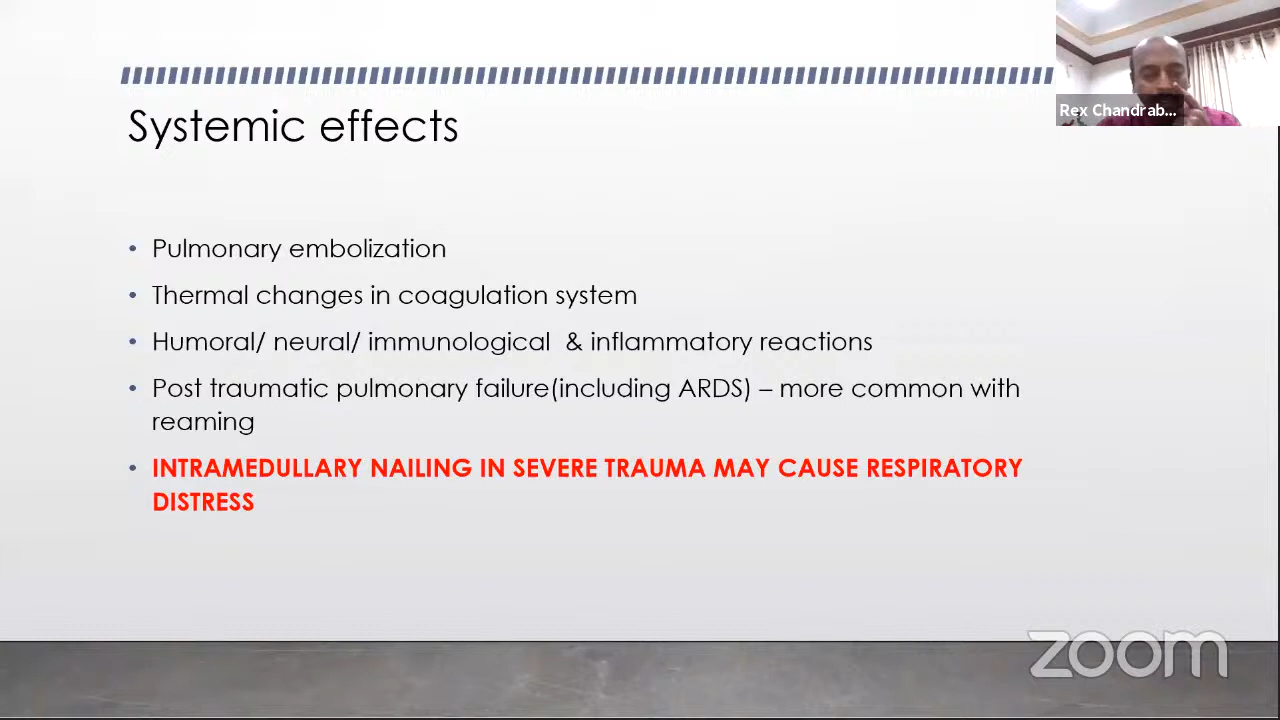 Rex Chandrab...
Systemic effects
• Pulmonary embolization
• Thermal changes in coagulation system
• Humoral/ neural/ immunological & inflammatory reactions
• Post traumatic pulmonary failure(including ARDS) – more common with
reaming
• INTRAMEDULLARY NAILING IN SEVERE TRAUMA MAY CAUSE RESPIRATORY
DISTRESS
zoom